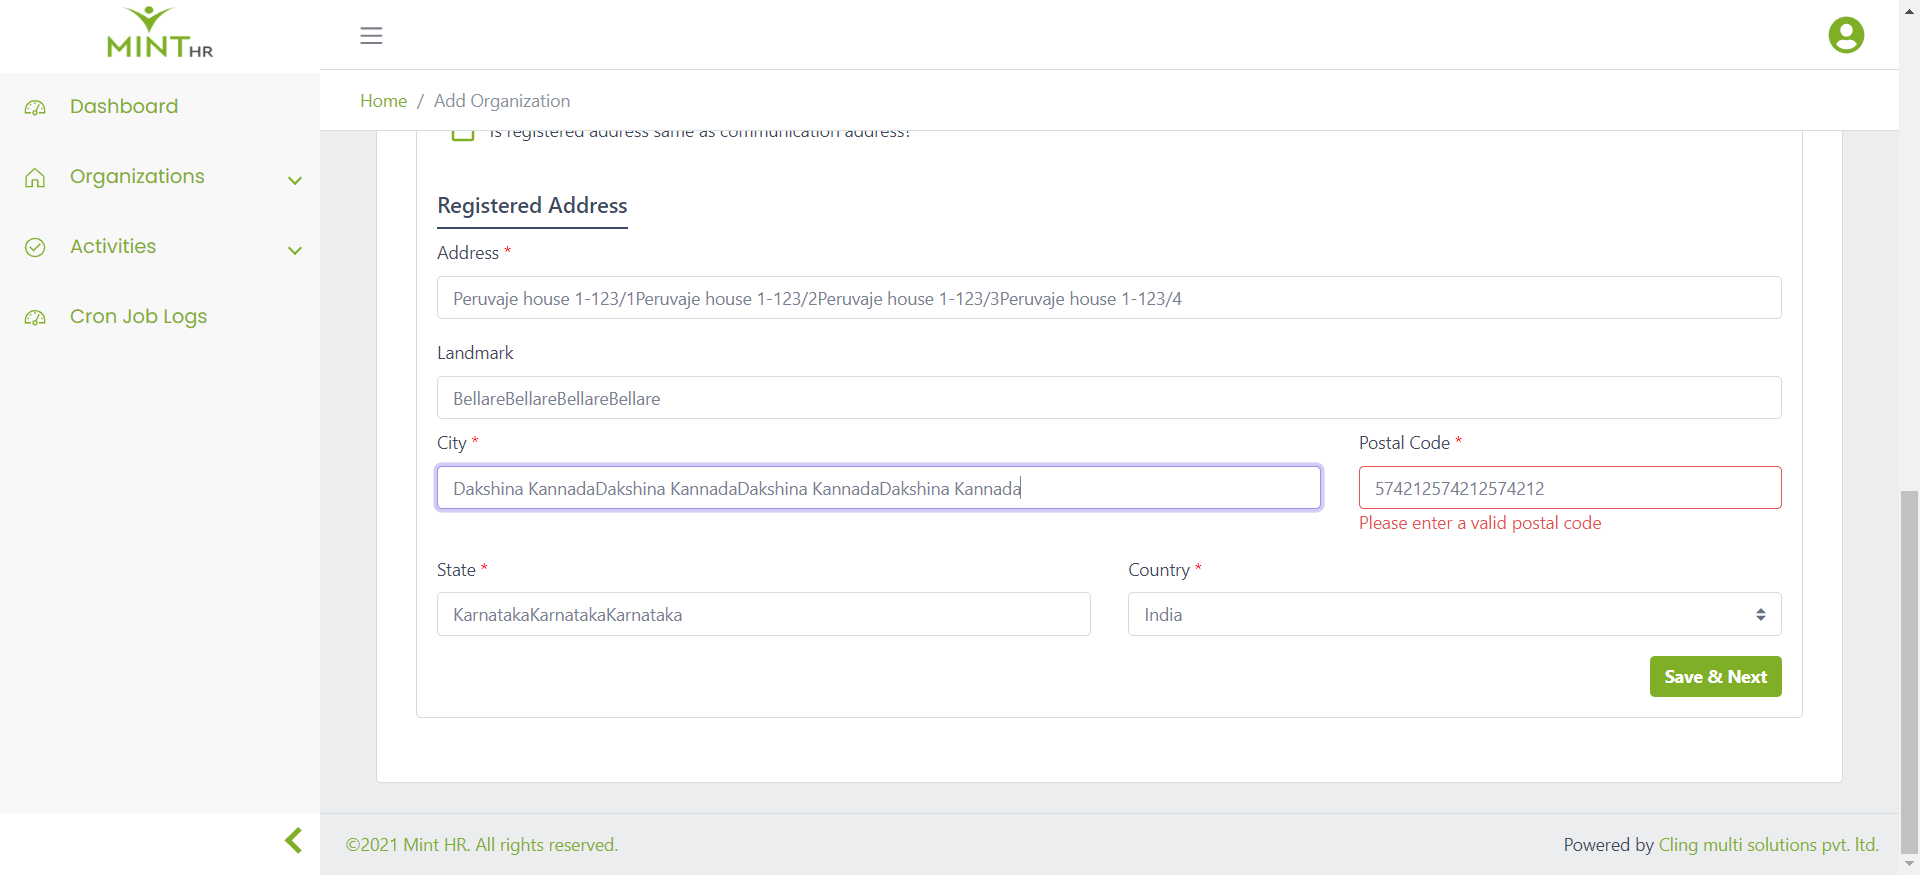 MINT HR
Dashboard
Organizations
Activities
Cron Job Logs
Home / Add Organization
Is registered address same as communication address?
Registered Address
Address *
Peruvaje house 1-123/1Peruvaje house 1-123/2Peruvaje house 1-123/3Peruvaje house 1-123/4
Landmark
BellareBellareBellareBellare
City *
Dakshina KannadaDakshina KannadaDakshina KannadaDakshina Kannada
Postal Code *
574212574212574212
Please enter a valid postal code
State *
KarnatakaKarnatakaKarnataka
Country *
India
Save & Next
©2021 Mint HR. All rights reserved.
Powered by Cling multi solutions pvt. ltd.